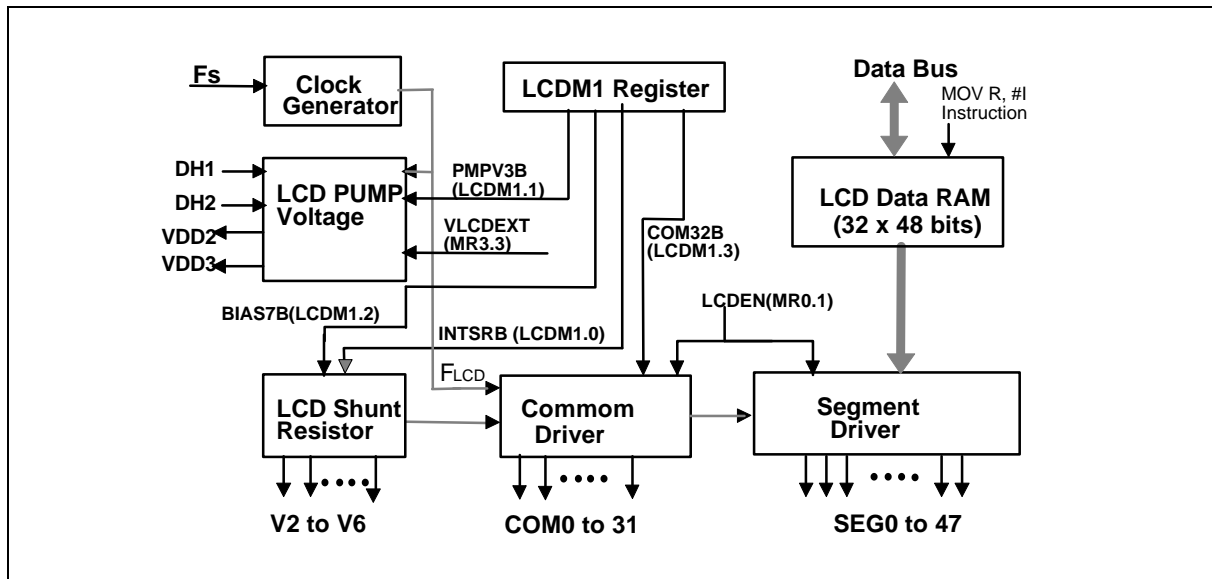 Fs
Clock
Generator
LCDM1 Register
Data Bus
MOV R, #I
Instruction
DH1
DH2
VDD2
VDD3
LCD PUMP
Voltage
PMPV3B
(LCDM1.1)
VLCDEXT
(MR3.3)
COM32B
(LCDM1.3)
LCD Data RAM
(32 x 48 bits)
BIAS7B(LCDM1.2)
INTSRB (LCDM1.0)
LCDEN(MR0.1)
FLCD
LCD Shunt
Resistor
Commom
Driver
Segment
Driver
V2 to V6
COM0 to 31
SEG0 to 47